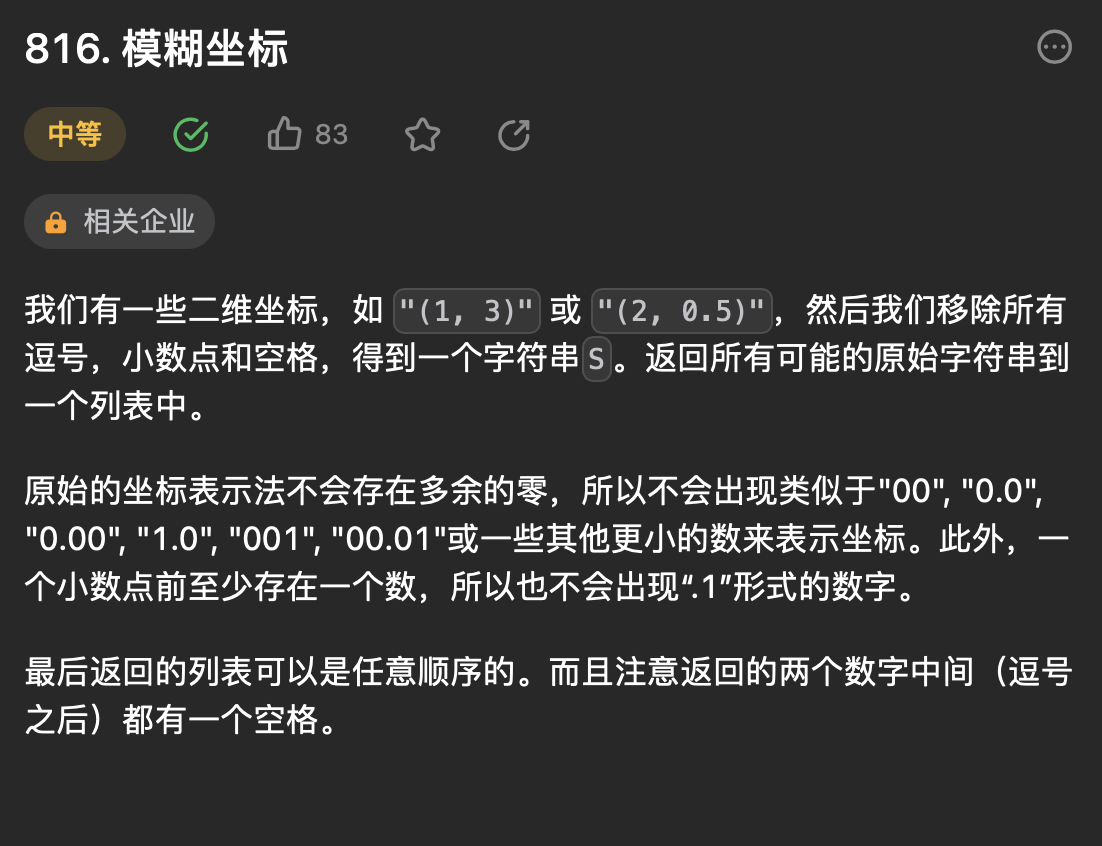 816. 模糊坐标
中等 83
相关企业
我们有一些二维坐标，如 "(1, 3)" 或 "(2, 0.5)"，然后我们移除所有
逗号，小数点和空格，得到一个字符串S。返回所有可能的原始字符串到
一个列表中。
原始的坐标表示法不会存在多余的零，所以不会出现类似于"00", "0.0",
"0.00", "1.0", "001", "00.01"或一些其他更小的数来表示坐标。此外，一
个小数点前至少存在一个数，所以也不会出现“.1”形式的数字。
最后返回的列表可以是任意顺序的。而且注意返回的两个数字中间（逗号
之后）都有一个空格。